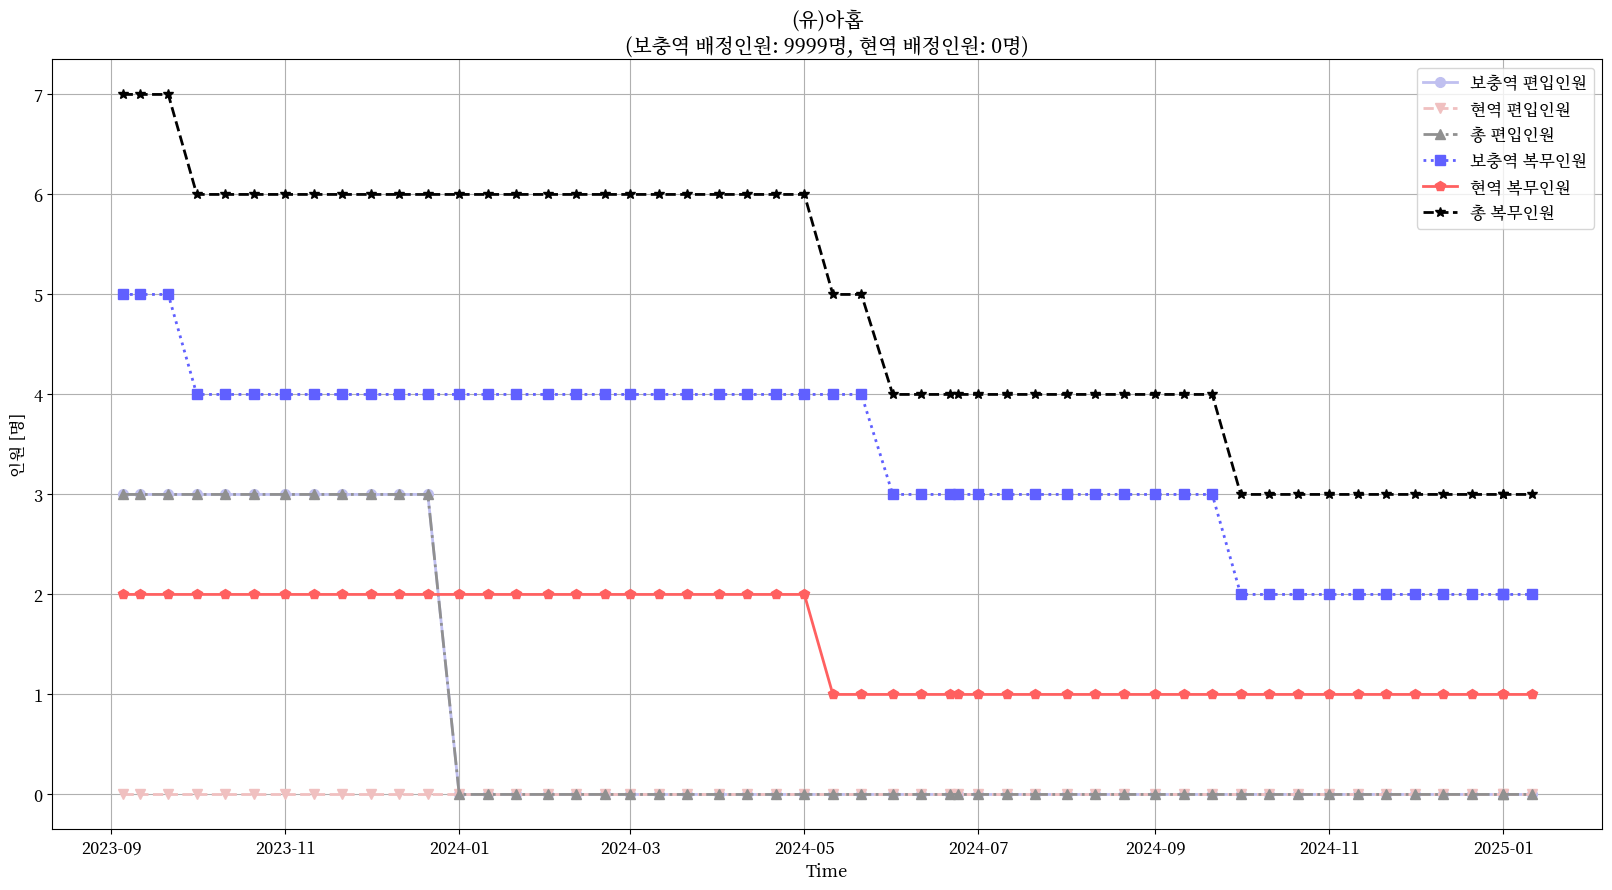 (유)아홉
(보충역 배정인원: 9999명, 현역 배정인원: 0명)
보충역 편입인원
현역 편입인원
총 편입인원
보충역 복무인원
현역 복무인원
총 복무인원
인원 [명]
7
6
5
4
3
2
1
0
2023-09
2023-11
2024-01
2024-03
2024-05
2024-07
2024-09
2024-11
2025-01
Time